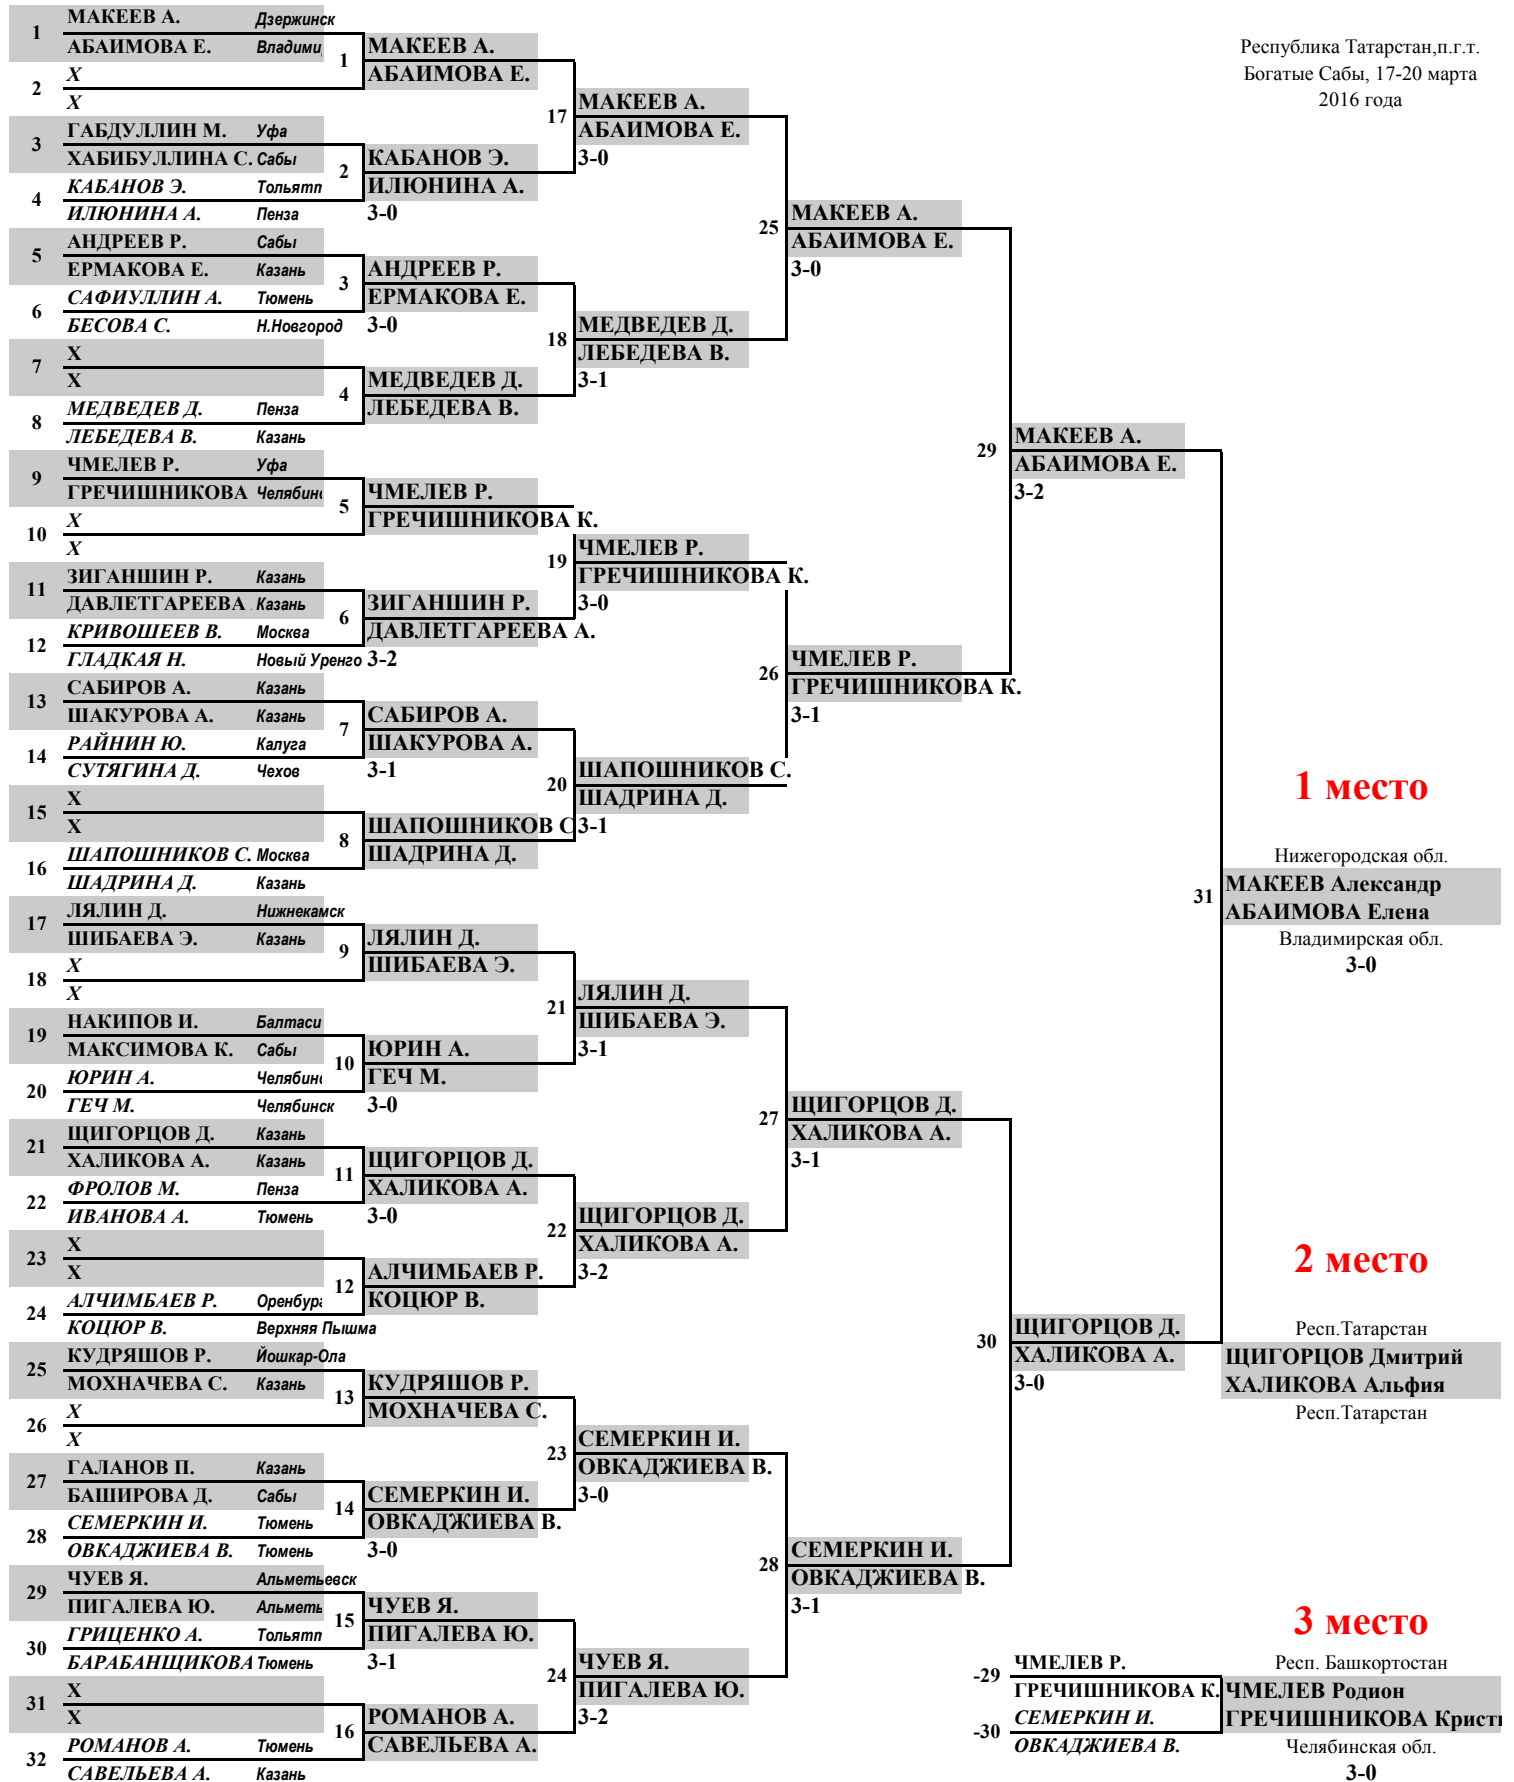 Республика Татарстан,п.г.т.
Богатые Сабы, 17-20 марта
2016 года
1
МАКЕЕВ А. Дзержинск
АБАИМОВА Е. Владими
2
X
X
3
ГАБДУЛЛИН М. Уфа
ХАБИБУЛЛИНА С. Сабы
4
КАБАНОВ Э. Тольятт
ИЛЮНИНА А. Пенза
5
АНДРЕЕВ Р. Сабы
ЕРМАКОВА Е. Казань
6
САФИУЛЛИН А. Тюмень
БЕСОВА С. Н.Новгород
7
X
X
8
МЕДВЕДЕВ Д. Пенза
ЛЕБЕДЕВА В. Казань
9
ЧМЕЛЕВ Р. Уфа
ГРЕЧИШНИКОВА Челябинс
10
X
X
11
ЗИГАНШИН Р. Казань
ДАВЛЕТГАРЕЕВА Казань
12
КРИВОШЕЕВ В. Москва
ГЛАДКАЯ Н. Новый Уренго
13
САБИРОВ А. Казань
ШАКУРОВА А. Казань
14
РАЙНИН Ю. Калуга
СУТЯГИНА Д. Чехов
15
X
X
16
ШАПОШНИКОВ С. Москва
ШАДРИНА Д. Казань
17
ЛЯЛИН Д. Нижнекамск
ШИБАЕВА Э. Казань
18
X
X
19
НАКИПОВ И. Балтаси
МАКСИМОВА К. Сабы
20
ЮРИН А. Челябинс
ГЕЧ М. Челябинск
21
ЩИГОРЦОВ Д. Казань
ХАЛИКОВА А. Казань
22
ФРОЛОВ М. Пенза
ИВАНОВА А. Тюмень
23
X
X
24
АЛЧИМБАЕВ Р. Оренбург
КОЦЮР В. Верхняя Пышма
25
КУДРЯШОВ Р. Йошкар-Ола
МОХНАЧЕВА С. Казань
26
X
X
27
ГАЛАНОВ П. Казань
БАШИРОВА Д. Сабы
28
СЕМЕРКИН И. Тюмень
ОВКАДЖИЕВА В. Тюмень
29
ЧУЕВ Я. Альметьевск
ПИГАЛЕВА Ю. Альметь
30
ГРИЦЕНКО А. Тольятт
БАРАБАНЩИКОВА Тюмень
31
X
X
32
РОМАНОВ А. Тюмень
САВЕЛЬЕВА А. Казань
1
МАКЕЕВ А.
АБАИМОВА Е.
2
КАБАНОВ Э.
ИЛЮНИНА А.
3-0
3
АНДРЕЕВ Р.
ЕРМАКОВА Е.
3-0
4
МЕДВЕДЕВ Д.
ЛЕБЕДЕВА В.
5
ЧМЕЛЕВ Р.
ГРЕЧИШНИКОВА К.
6
ЗИГАНШИН Р.
ДАВЛЕТГАРЕЕВА А.
3-2
7
САБИРОВ А.
ШАКУРОВА А.
3-1
8
ШАПОШНИКОВ С
ШАДРИНА Д.
9
ЛЯЛИН Д.
ШИБАЕВА Э.
10
ЮРИН А.
ГЕЧ М.
3-0
11
ЩИГОРЦОВ Д.
ХАЛИКОВА А.
3-0
12
АЛЧИМБАЕВ Р.
КОЦЮР В.
13
КУДРЯШОВ Р.
МОХНАЧЕВА С.
14
СЕМЕРКИН И.
ОВКАДЖИЕВА В.
3-0
15
ЧУЕВ Я.
ПИГАЛЕВА Ю.
3-1
16
РОМАНОВ А.
САВЕЛЬЕВА А.
17
МАКЕЕВ А.
АБАИМОВА Е.
3-0
18
МЕДВЕДЕВ Д.
ЛЕБЕДЕВА В.
3-1
19
ЧМЕЛЕВ Р.
ГРЕЧИШНИКОВА К.
3-0
20
ШАПОШНИКОВ С.
ШАДРИНА Д.
3-1
21
ЛЯЛИН Д.
ШИБАЕВА Э.
3-1
22
ЩИГОРЦОВ Д.
ХАЛИКОВА А.
3-2
23
СЕМЕРКИН И.
ОВКАДЖИЕВА В.
3-0
24
ЧУЕВ Я.
ПИГАЛЕВА Ю.
3-2
25
МАКЕЕВ А.
АБАИМОВА Е.
3-0
26
ЧМЕЛЕВ Р.
ГРЕЧИШНИКОВА К.
3-1
27
ЩИГОРЦОВ Д.
ХАЛИКОВА А.
3-1
28
СЕМЕРКИН И.
ОВКАДЖИЕВА В.
3-1
29
МАКЕЕВ А.
АБАИМОВА Е.
3-2
30
ЩИГОРЦОВ Д.
ХАЛИКОВА А.
3-0
1 место
Нижегородская обл.
31
МАКЕЕВ Александр
АБАИМОВА Елена
Владимирская обл.
3-0
2 место
Респ.Татарстан
ЩИГОРЦОВ Дмитрий
ХАЛИКОВА Альфия
Респ.Татарстан
3 место
-29
ЧМЕЛЕВ Р.
ГРЕЧИШНИКОВА К.
-30
СЕМЕРКИН И.
ОВКАДЖИЕВА В.
Респ. Башкортостан
ЧМЕЛЕВ Родион
ГРЕЧИШНИКОВА Кристи
Челябинская обл.
3-0